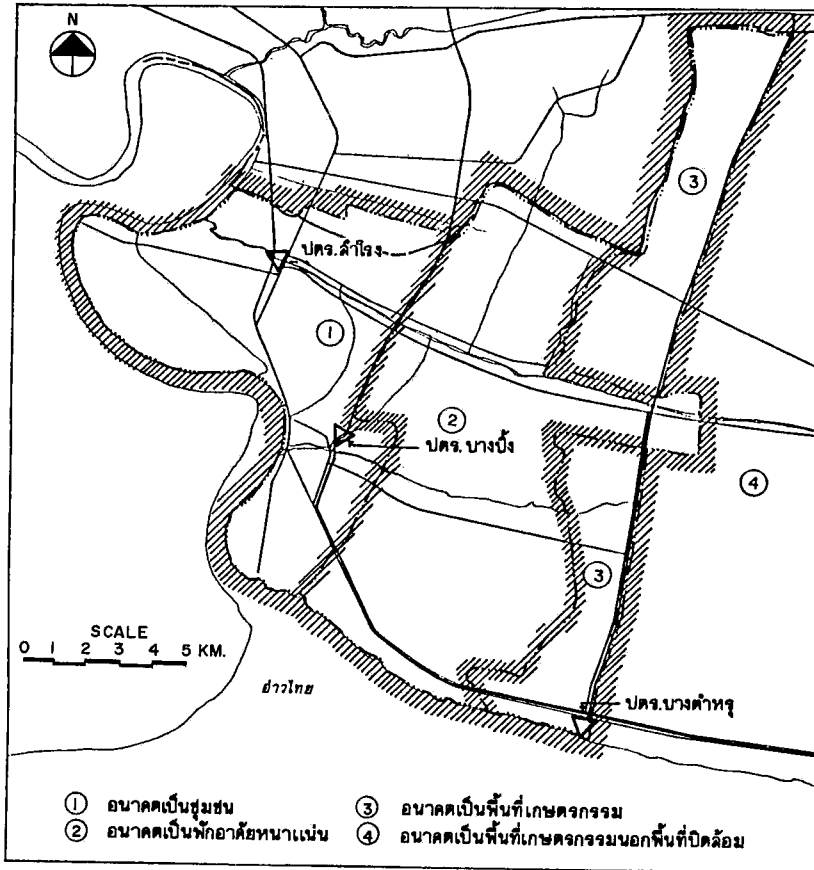 N
③
ปตร.สำโรง
①
②
ปตร.บางปิ้ง
④
③
SCALE
0 1 2 3 4 5 KM.
อ่าวไทย
ปตร.บางตำหรุ
① อนาคตเป็นชุมชน
② อนาคตเป็นพักอาศัยหนาแน่น
③ อนาคตเป็นพื้นที่เกษตรกรรม
④ อนาคตเป็นพื้นที่เกษตรกรรมนอกพื้นที่ปิดล้อม